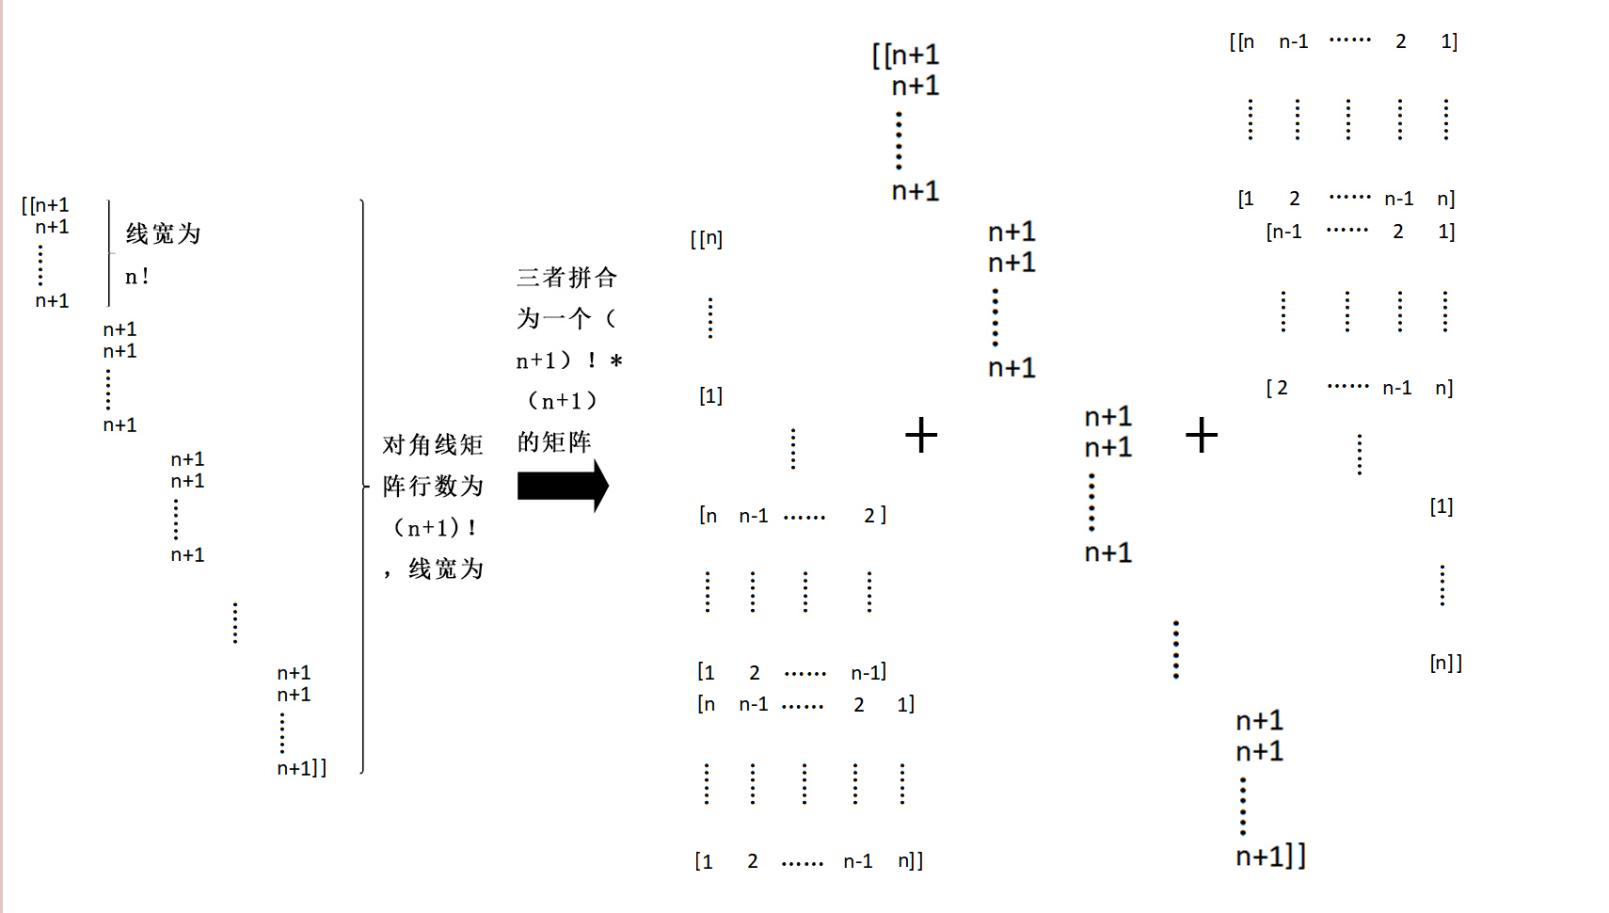 [[n+1
n+1
n+1
线宽为
n!
n+1
n+1
n+1
n+1
n+1
n+1
n+1
n+1
n+1]]
对角线矩
阵行数为
（n+1)!
，线宽为
三者拼合
为一个（
n+1）！*
（n+1）
的矩阵
[[n]
[1]
[n n-1 …… 2 ]
[1 2 …… n-1]
[n n-1 …… 2 1]
[1 2 …… n-1 n]]
+
[[n+1
n+1
n+1
n+1
n+1
n+1
n+1
n+1
n+1
n+1
n+1
n+1]]
+
[[n n-1 …… 2 1]
[1 2 …… n-1 n]
[n-1 …… 2 1]
[ 2 …… n-1 n]
[1]
[n]]